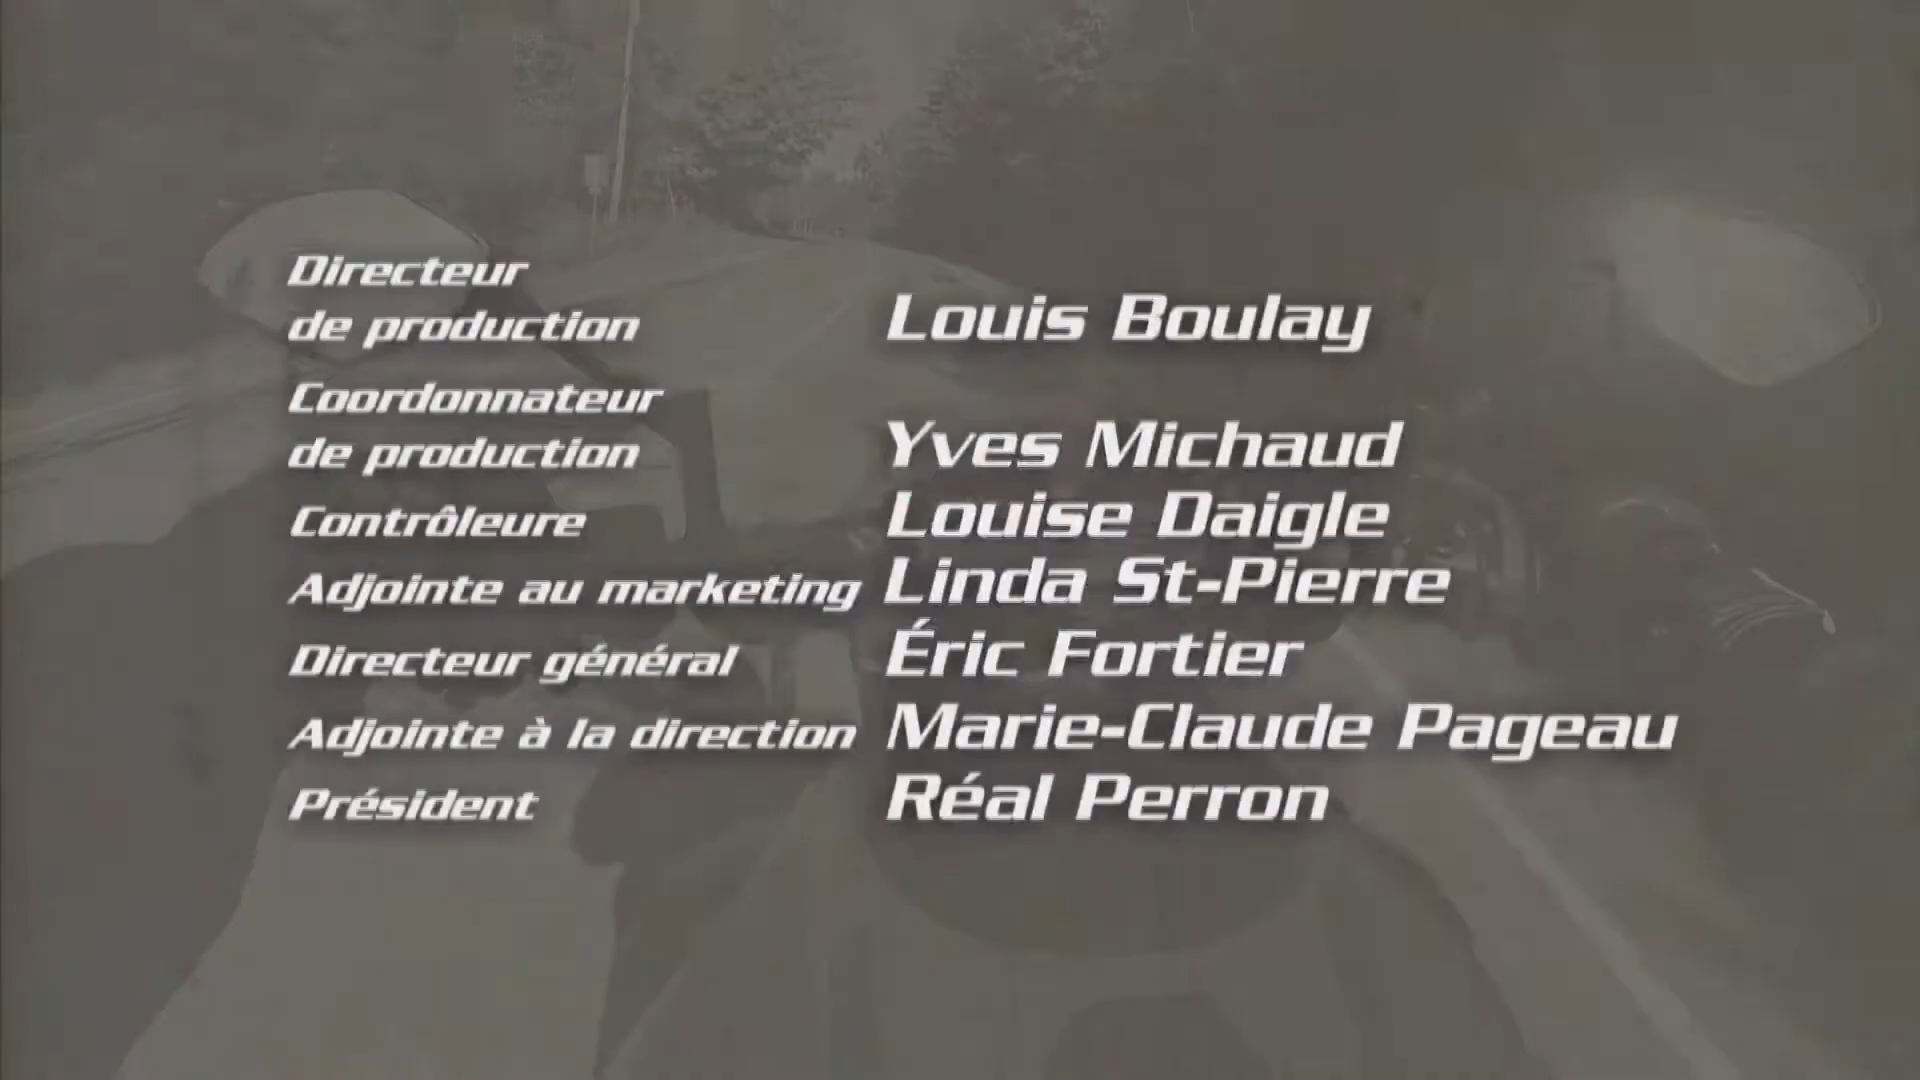 Directeur
de production Louis Boulay
Coordonnateur
de production Yves Michaud
Contrôleure Louise Daigle
Adjointe au marketing Linda St-Pierre
Directeur général Éric Fortier
Adjointe à la direction Marie-Claude Pageau
Président Réal Perron